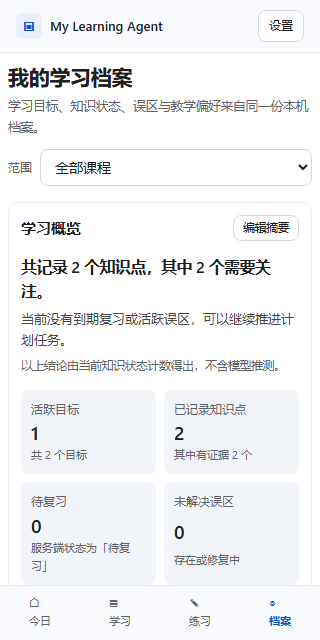 My Learning Agent
设置
我的学习档案
学习目标、知识状态、误区与教学偏好来自同一份本机
档案。
范围
全部课程
学习概览
编辑摘要
共记录 2 个知识点，其中 2 个需要关
注。
当前没有到期复习或活跃误区，可以继续推进计
划任务。
以上结论由当前知识状态计数得出，不含模型推测。
活跃目标
1
共 2 个目标
已记录知识点
2
其中有证据 2 个
待复习
0
服务端状态为「待复
习」
未解决误区
0
存在或修复中
今日
学习
练习
档案